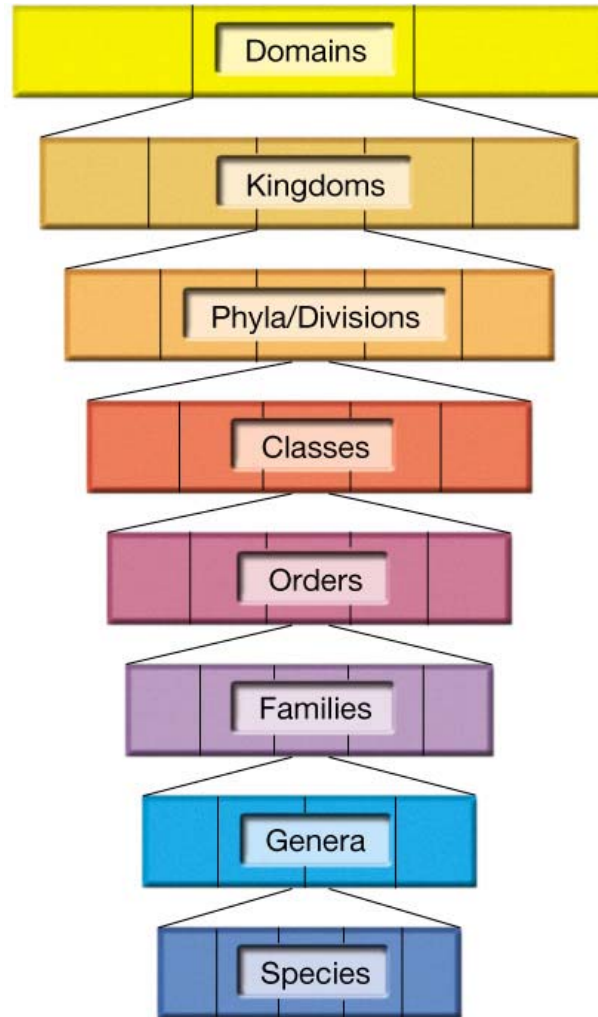 Domains
Kingdoms
Phyla/Divisions
Classes
Orders
Families
Genera
Species